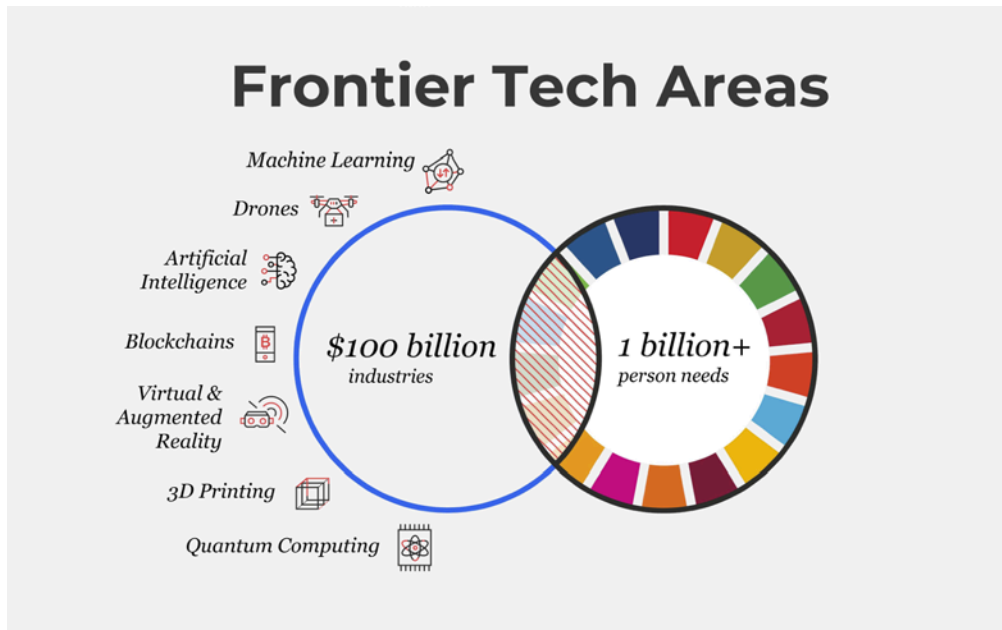 Frontier Tech Areas
Machine Learning
Drones
Artificial
Intelligence
Blockchains
Virtual &
Augmented
Reality
3D Printing
Quantum Computing
$100 billion
industries
1 billion+
person needs